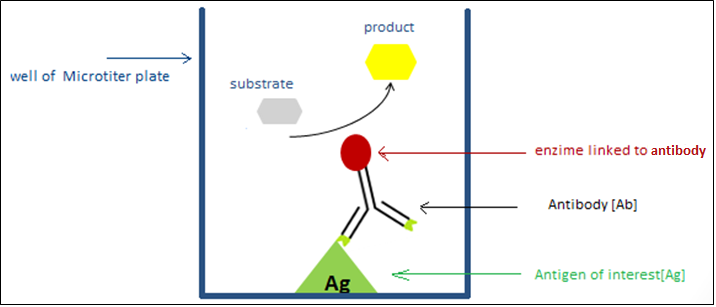 product
well of Microtiter plate
substrate
enzime linked to antibody
Antibody [Ab]
Ag
Antigen of interest[Ag]